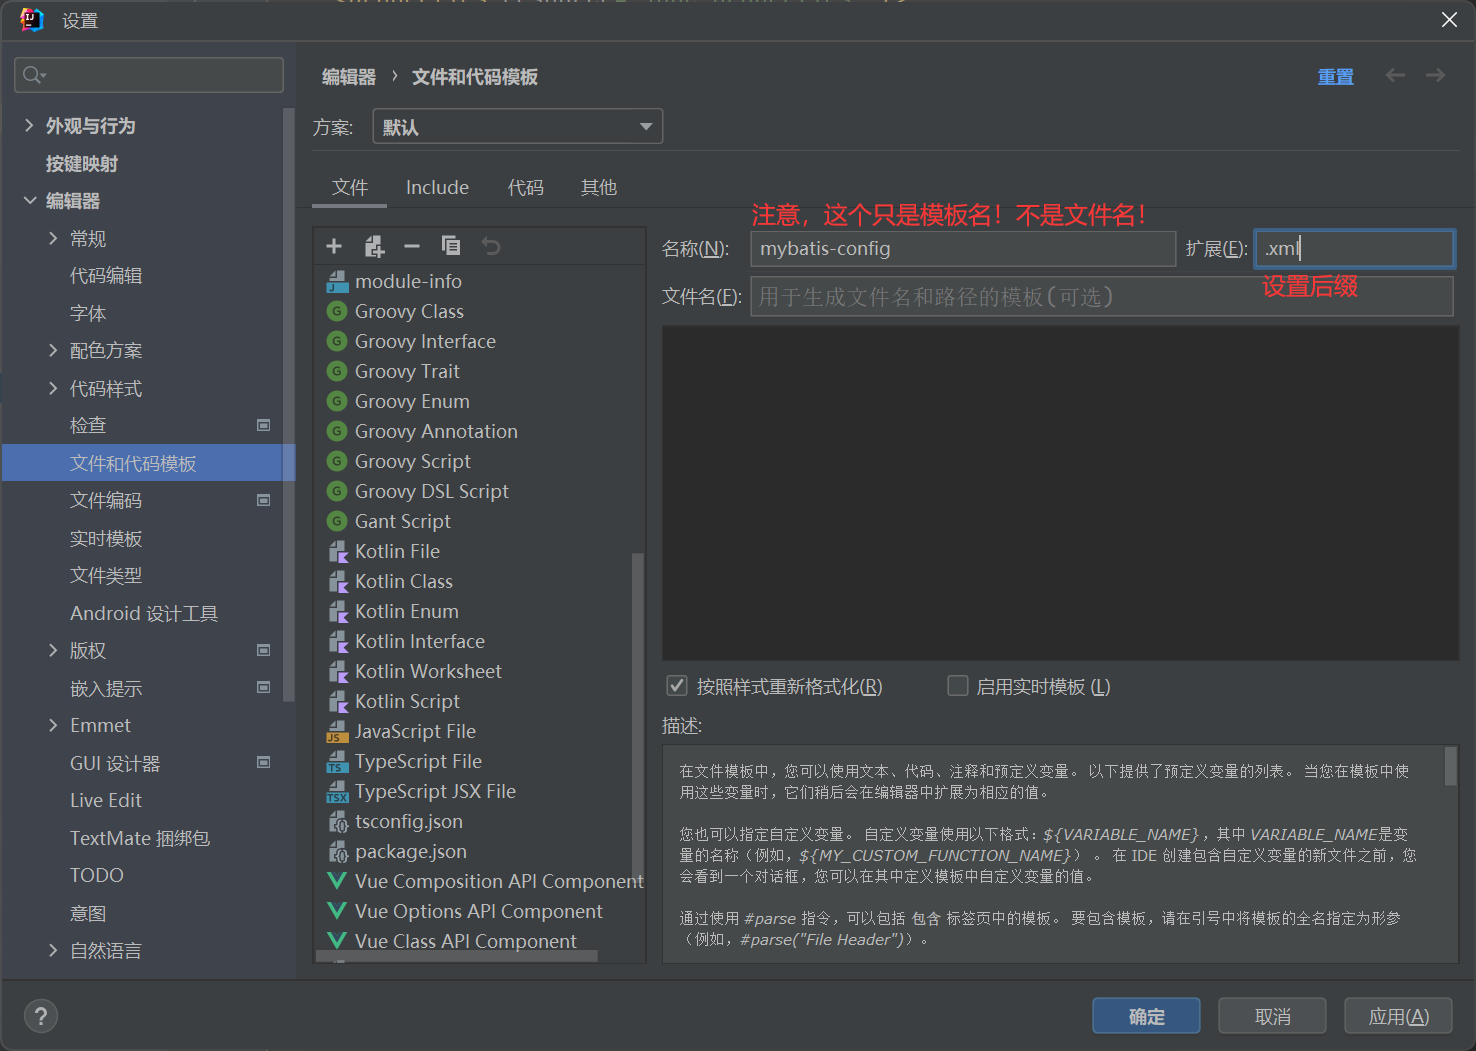 设置
编辑器 › 文件和代码模板
重置
方案:
默认
外观与行为
按键映射
编辑器
常规
代码编辑
字体
配色方案
代码样式
检查
文件和代码模板
文件编码
实时模板
文件类型
Android 设计工具
版权
嵌入提示
Emmet
GUI 设计器
Live Edit
TextMate 捆绑包
TODO
意图
自然语言
文件
Include
代码
其他
module-info
Groovy Class
Groovy Interface
Groovy Trait
Groovy Enum
Groovy Annotation
Groovy Script
Groovy DSL Script
Gant Script
Kotlin File
Kotlin Class
Kotlin Enum
Kotlin Interface
Kotlin Worksheet
Kotlin Script
JavaScript File
TypeScript File
TypeScript JSX File
tsconfig.json
package.json
Vue Composition API Component
Vue Options API Component
Vue Class API Component
注意，这个只是模板名！不是文件名！
名称(N):
mybatis-config
扩展(E):
.xml
设置后缀
文件名(F):
用于生成文件名和路径的模板(可选)
按照样式重新格式化(R)
启用实时模板 (L)
描述:
在文件模板中，您可以使用文本、代码、注释和预定义变量。 以下提供了预定义变量的列表。 当您在模板中使
用这些变量时，它们稍后会在编辑器中扩展为相应的值。
您也可以指定自定义变量。 自定义变量使用以下格式: ${VARIABLE_NAME}，其中 VARIABLE_NAME是变
量的名称（例如，${MY_CUSTOM_FUNCTION_NAME}） 。 在 IDE 创建包含自定义变量的新文件之前，您
会看到一个对话框，您可以在其中定义模板中自定义变量的值。
通过使用 #parse 指令，可以包括 包含 标签页中的模板。 要包含模板，请在引号中将模板的全名指定为形参
（例如，#parse("File Header")）。
?
确定
取消
应用(A)